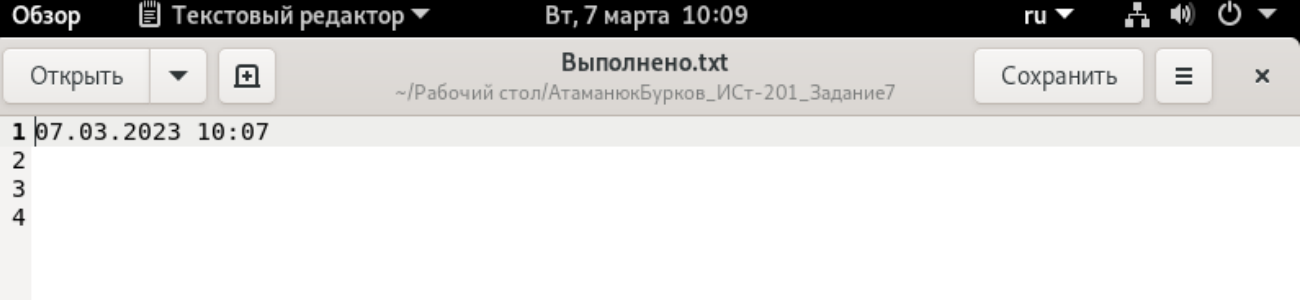 Обзор Текстовый редактор Вт, 7 марта 10:09 ru
Открыть Выполнено.txt Сохранить
~/Рабочий стол/АтаманюкБурков_ИСт-201_Задание7
1 07.03.2023 10:07
2
3
4